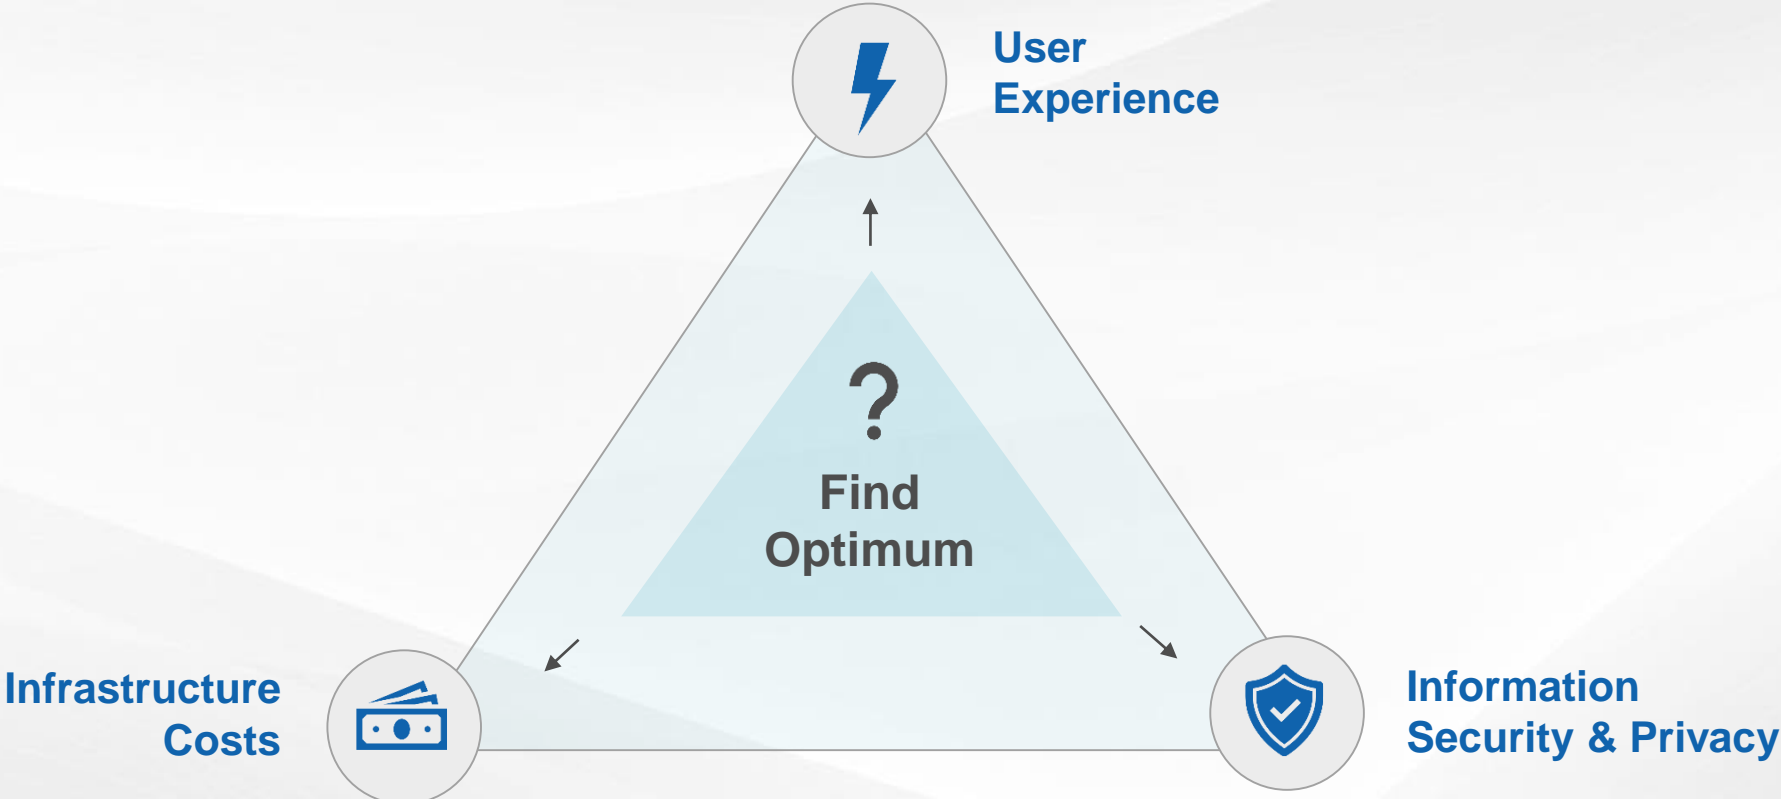 User
Experience
?
Find
Optimum
Infrastructure
Costs
Information
Security & Privacy